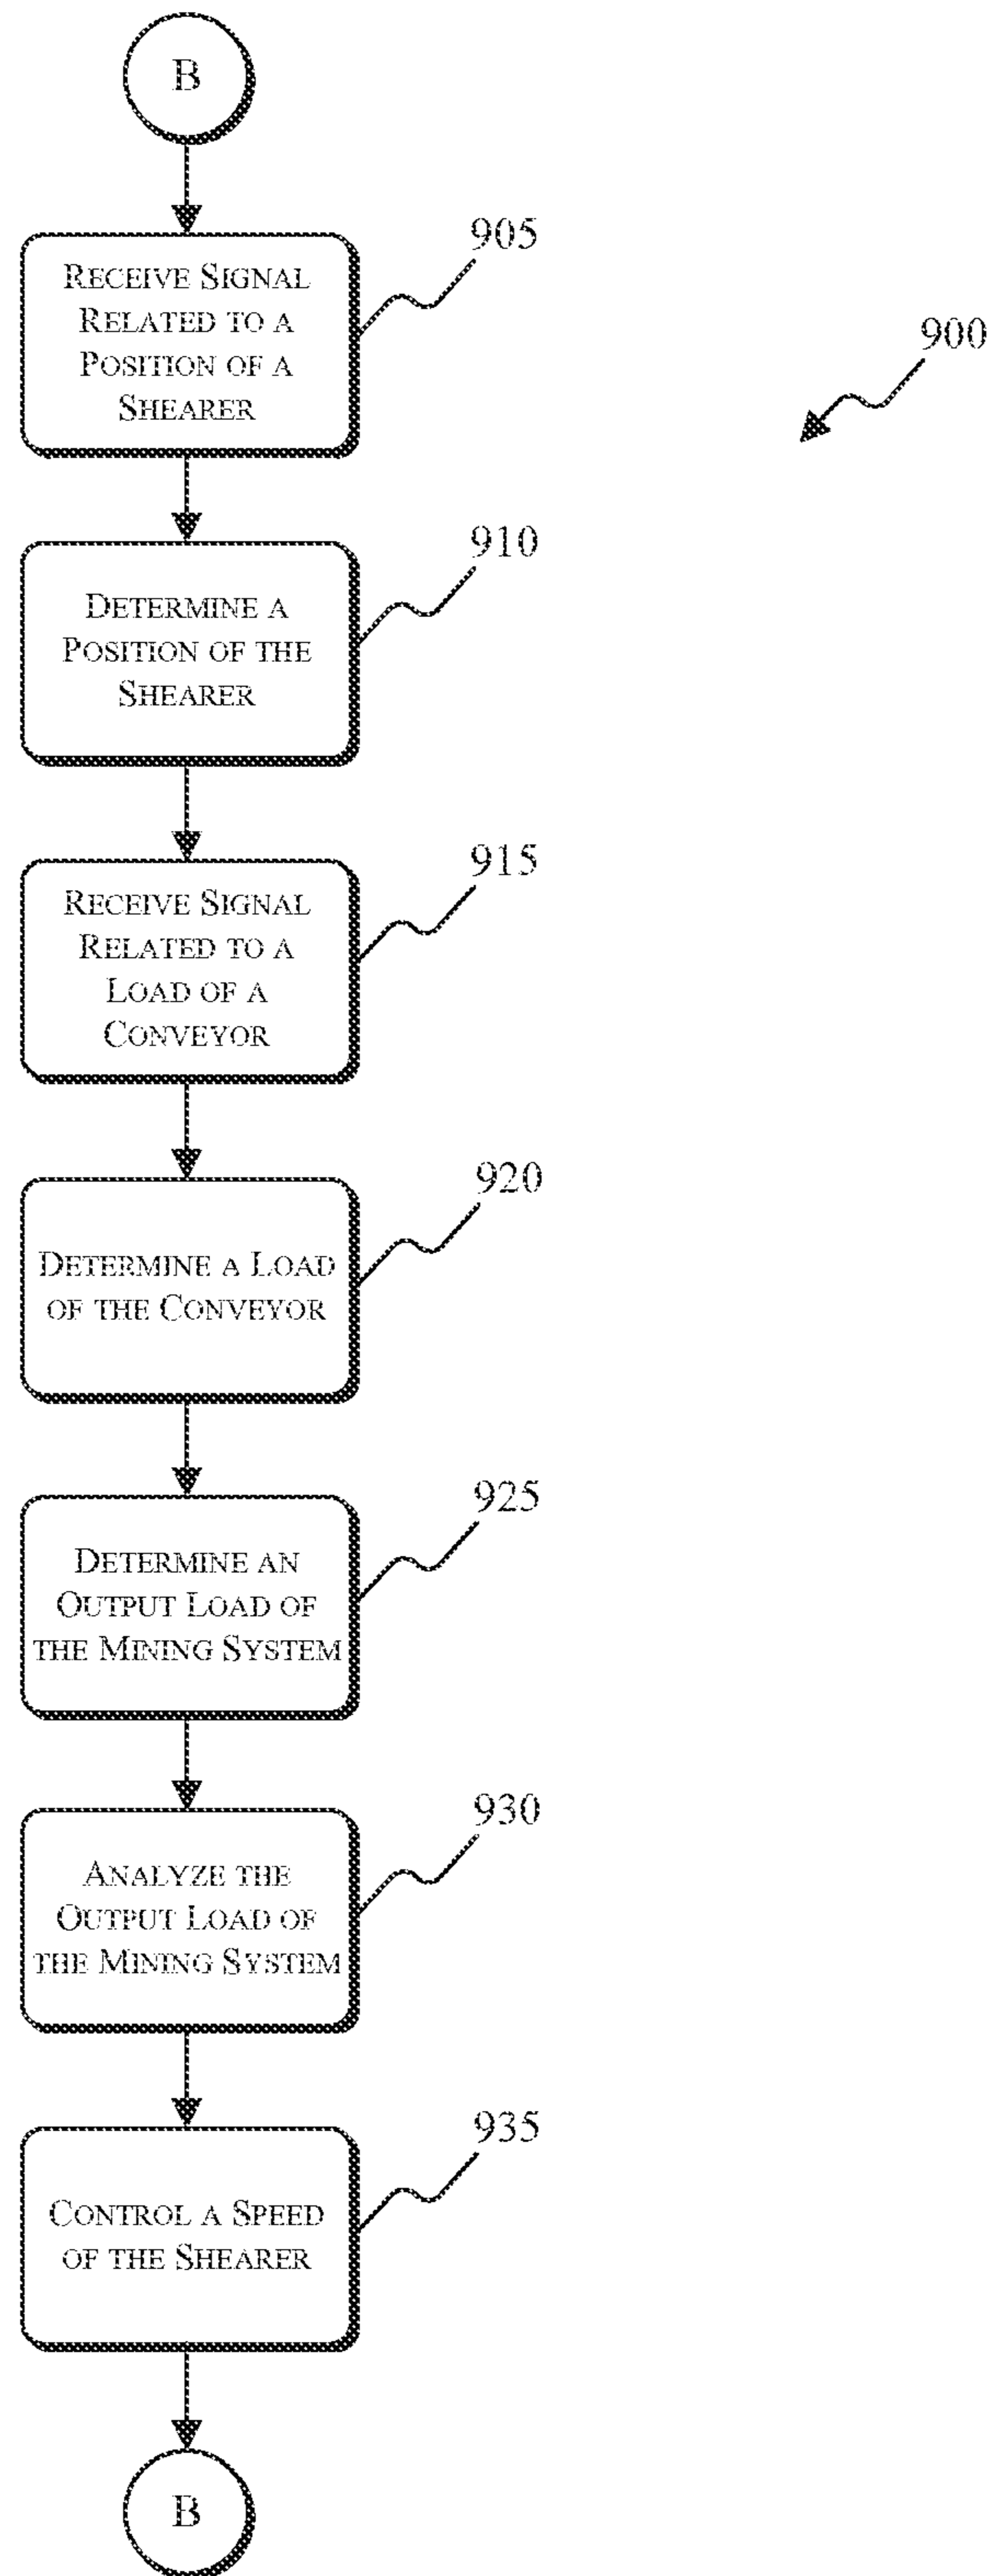 B
RECEIVE SIGNAL
RELATED TO A
POSITION OF A
SHEARER
905
900
DETERMINE A
POSITION OF THE
SHEARER
910
RECEIVE SIGNAL
RELATED TO A
LOAD OF A
CONVEYOR
915
DETERMINE A LOAD
OF THE CONVEYOR
920
DETERMINE AN
OUTPUT LOAD OF
THE MINING SYSTEM
925
ANALYZE THE
OUTPUT LOAD OF
THE MINING SYSTEM
930
CONTROL A SPEED
OF THE SHEARER
935
B